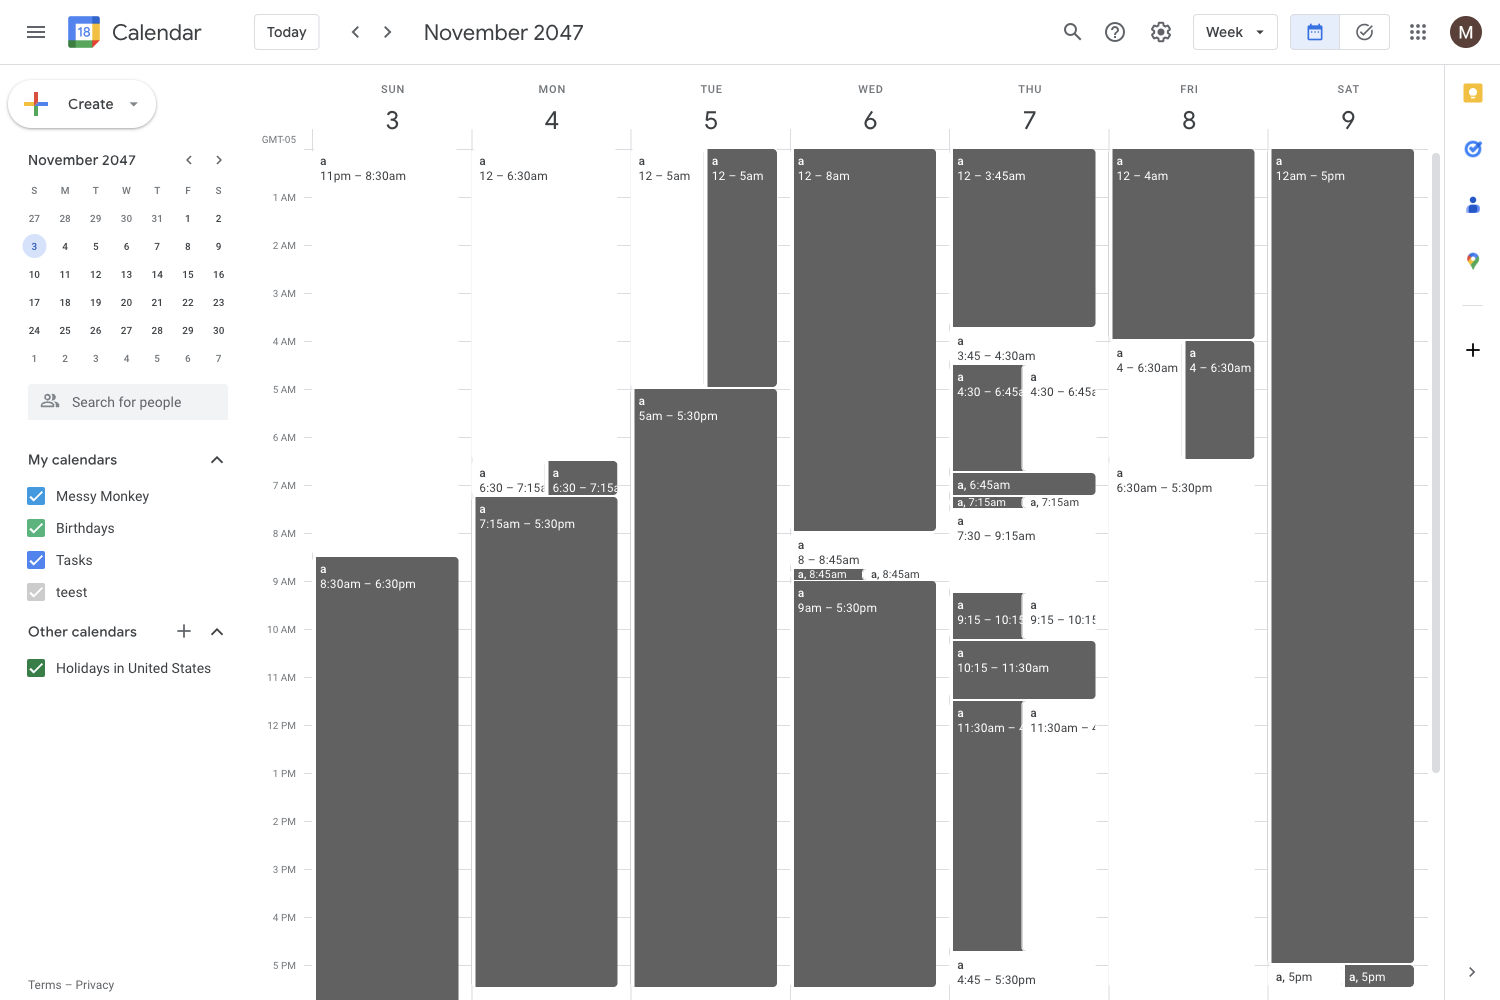 18 Calendar Today November 2047 Week M
Create
November 2047
S M T W T F S
27 28 29 30 31 1 2
3 4 5 6 7 8 9
10 11 12 13 14 15 16
17 18 19 20 21 22 23
24 25 26 27 28 29 30
1 2 3 4 5 6 7
Search for people
My calendars
Messy Monkey
Birthdays
Tasks
teest
Other calendars
Holidays in United States
Terms – Privacy
SUN MON TUE WED THU FRI SAT
3 4 5 6 7 8 9
GMT-05
1 AM
2 AM
3 AM
4 AM
5 AM
6 AM
7 AM
8 AM
9 AM
10 AM
11 AM
12 PM
1 PM
2 PM
3 PM
4 PM
5 PM
a
11pm – 8:30am
a
8:30am – 6:30pm
a
12 – 6:30am
a
6:30 – 7:15a
a
6:30 – 7:15a
a
7:15am – 5:30pm
a
12 – 5am
a
12 – 5am
a
5am – 5:30pm
a
12 – 8am
a
8 – 8:45am
a, 8:45am
a, 8:45am
a
9am – 5:30pm
a
12 – 3:45am
a
3:45 – 4:30am
a
4:30 – 6:45a
a
4:30 – 6:45a
a, 6:45am
a, 7:15am
a, 7:15am
a
7:30 – 9:15am
a
9:15 – 10:15
a
9:15 – 10:15
a
10:15 – 11:30am
a
11:30am – 4
a
11:30am – 4
a
4:45 – 5:30pm
a
12 – 4am
a
4 – 6:30am
a
4 – 6:30am
a
6:30am – 5:30pm
a
12am – 5pm
a, 5pm
a, 5pm